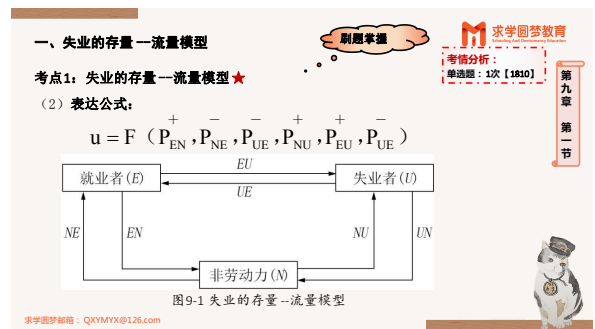 一、失业的存量--流量模型
刷题掌握
求学圆梦教育
考情分析：
单选题：1次【1810】
考点1：失业的存量--流量模型★
（2）表达公式：
+ − − + + −
u = F（P_EN ,P_NE ,P_UE ,P_NU ,P_EU ,P_UE ）
第九章 第一节
就业者(E)
EU
UE
失业者(U)
NE
EN
NU
UN
非劳动力(N)
图9-1 失业的存量--流量模型
求学圆梦邮箱：QXYMYX@126.com